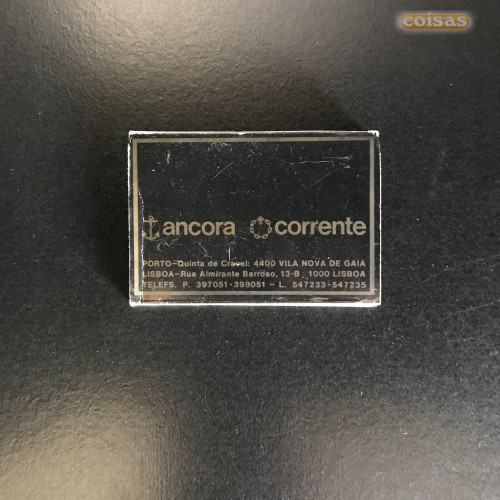 coisas
ancora corrente
PORTO-Quinta de Cravel: 4400 VILA NOVA DE GAIA
LISBOA-Rua Almirante Barroso, 13-B 1000 LISBOA
TELEFS. P. 397051-398051 - L. 547233-547235